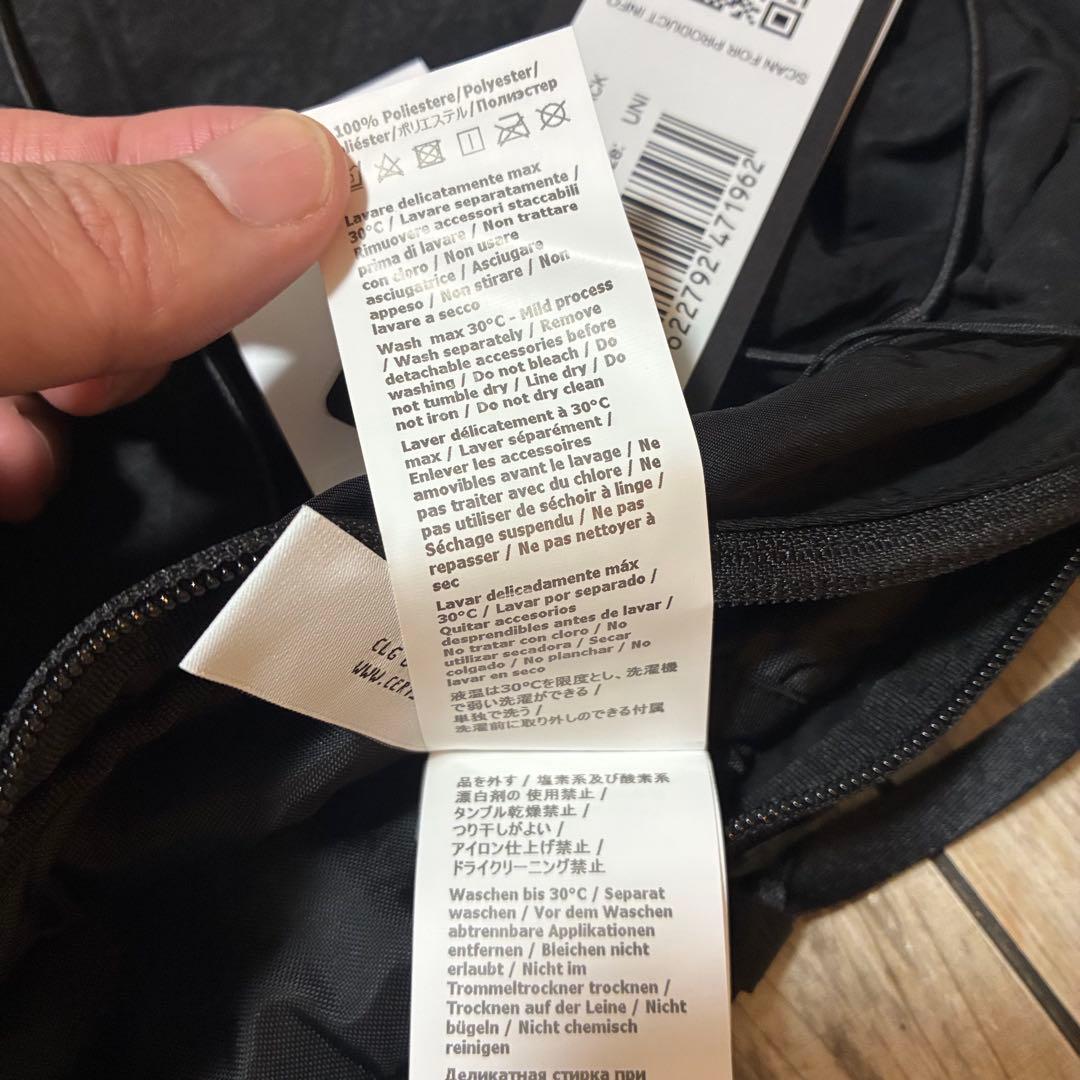 SCAN FOR PRODUCT INFO
UNI
022792 471962
100% Poliestere/Polyester/
liéster/ポリエステル/Полиэстер
Lavare delicatamente max
30°C / Lavare separatamente /
Rimuovere accessori staccabili
prima di lavare / Non trattare
con cloro / Non usare
asciugatrice / Asciugare
appeso / Non stirare / Non
lavare a secco
Wash max 30°C - Mild process
/ Wash separately / Remove
detachable accessories before
washing / Do not bleach / Do
not tumble dry / Line dry / Do
not iron / Do not dry clean
Laver délicatement à 30°C
max / Laver séparément /
Enlever les accessoires
amovibles avant le lavage / Ne
pas traiter avec du chlore / Ne
pas utiliser de séchoir à linge /
Séchage suspendu / Ne pas
repasser / Ne pas nettoyer à
sec
Lavar delicadamente máx
30°C / Lavar por separado /
Quitar accesorios
desprendibles antes de lavar /
No tratar con cloro / No
utilizar secadora / Secar
colgado / No planchar / No
lavar en seco
液温は30°Cを限度とし、洗濯機
で弱い洗濯ができる /
単独で洗う /
洗濯前に取り外しのできる付属
品を外す / 塩素系及び酸素系
漂白剤の 使用禁止 /
タンブル乾燥禁止 /
つり干しがよい /
アイロン仕上げ禁止 /
ドライクリーニング禁止
Waschen bis 30°C / Separat
waschen / Vor dem Waschen
abtrennbare Applikationen
entfernen / Bleichen nicht
erlaubt / Nicht im
Trommeltrockner trocknen /
Trocknen auf der Leine / Nicht
bügeln / Nicht chemisch
reinigen
Деликатная стирка при
CLG
WWW.CERT